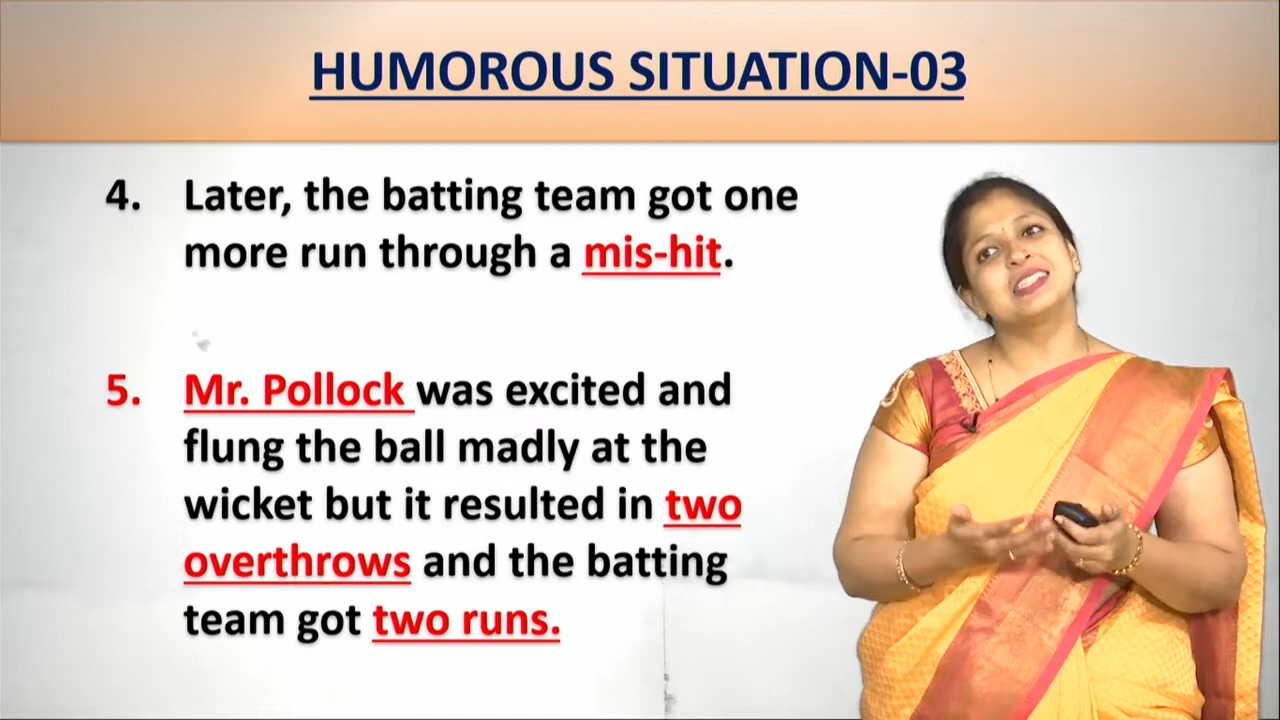 HUMOROUS SITUATION-03
4. Later, the batting team got one
more run through a mis-hit.
5. Mr. Pollock was excited and
flung the ball madly at the
wicket but it resulted in two
overthrows and the batting
team got two runs.